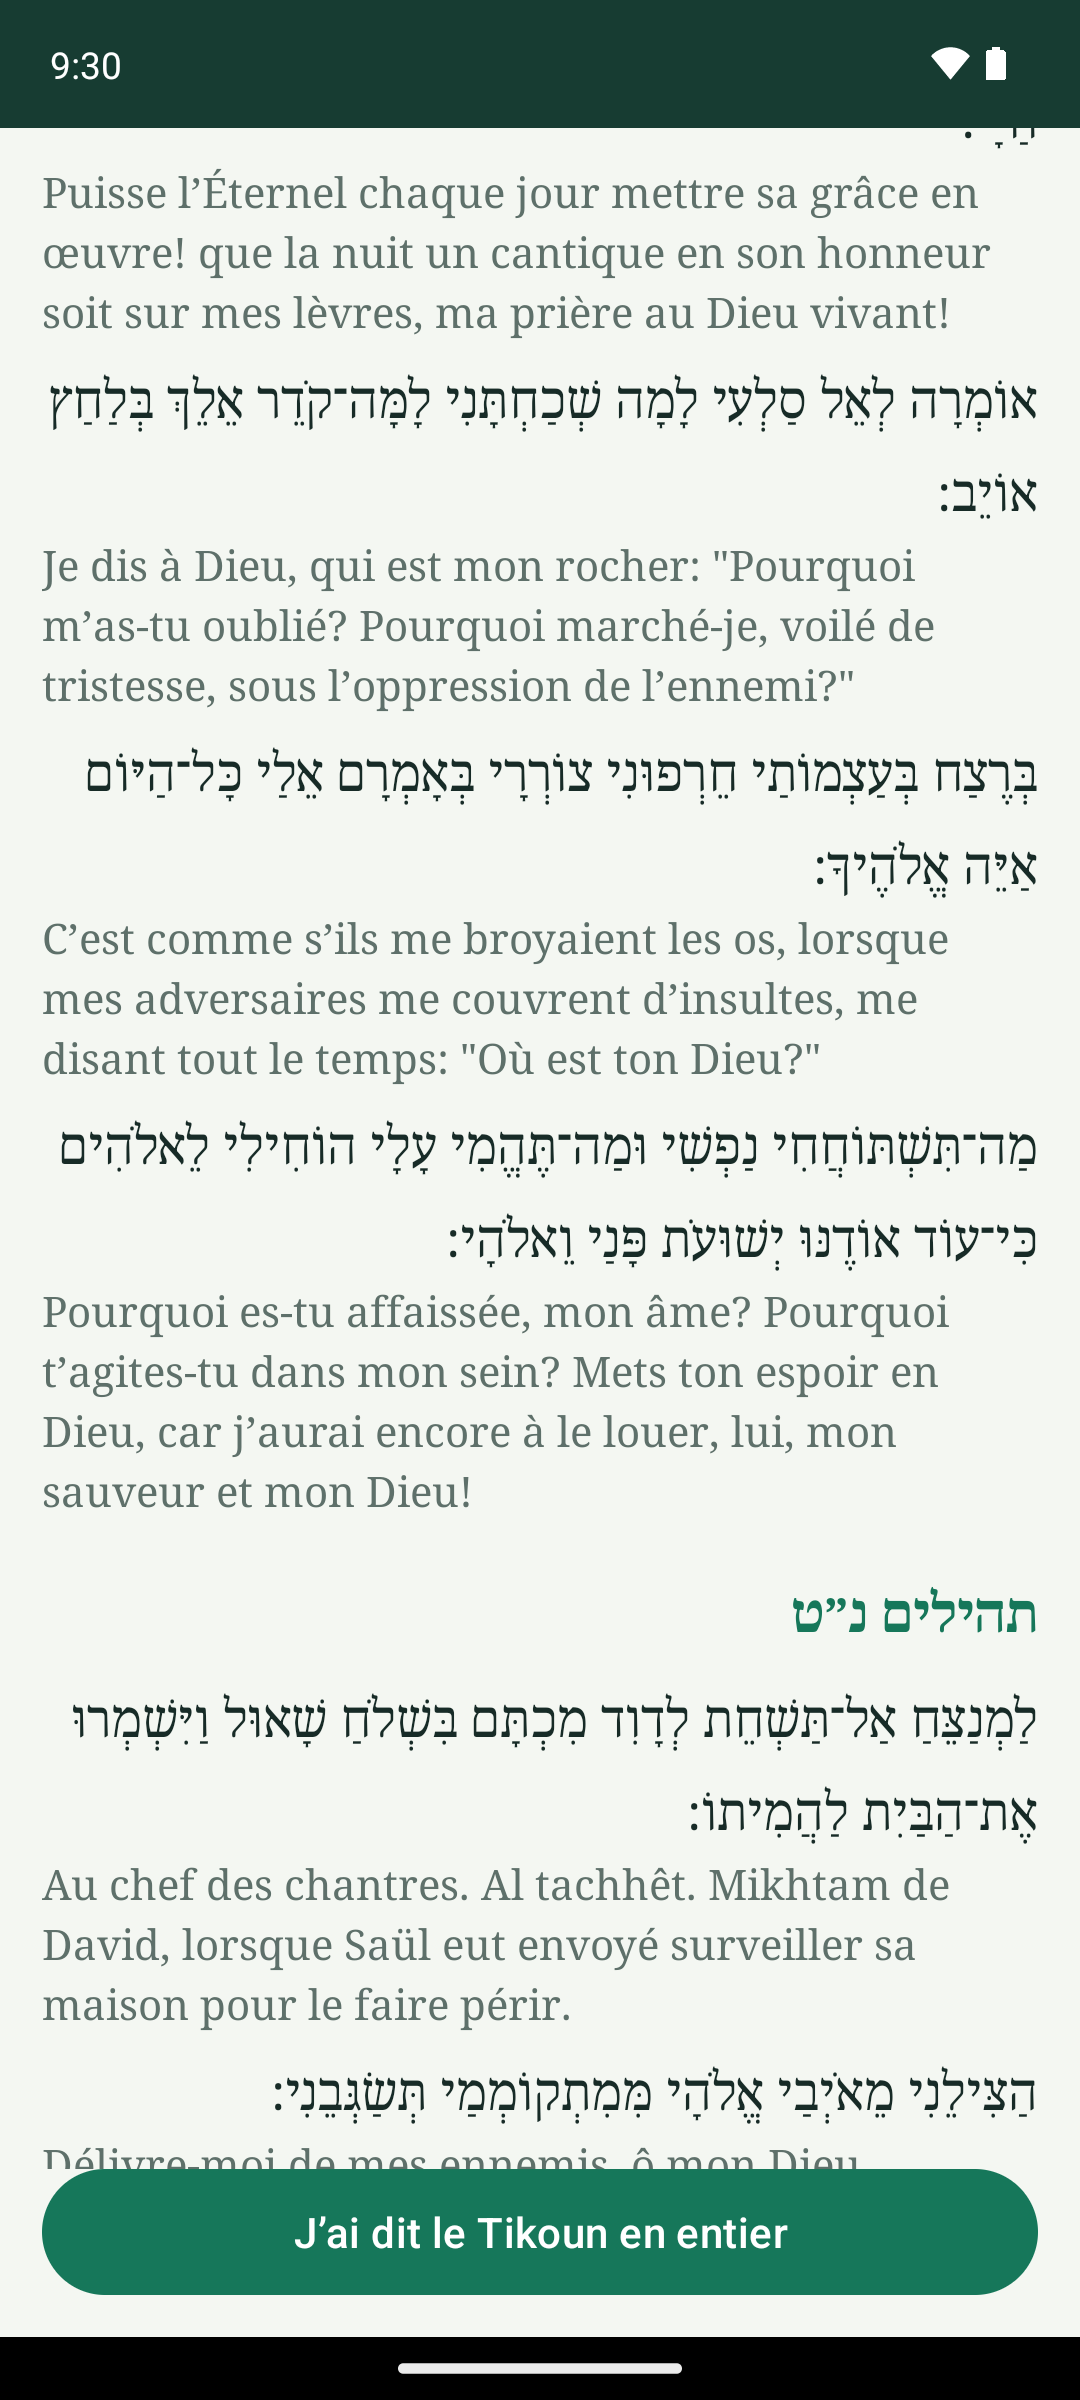 9:30
Puisse l’Éternel chaque jour mettre sa grâce en
œuvre! que la nuit un cantique en son honneur
soit sur mes lèvres, ma prière au Dieu vivant!
אוֹמְרָה לְאֵל סַלְעִי לָמָה שְׁכַחְתָּנִי לָמָּה־קֹדֵר אֵלֵךְ בְּלַחַץ
אוֹיֵב:
Je dis à Dieu, qui est mon rocher: "Pourquoi
m’as-tu oublié? Pourquoi marché-je, voilé de
tristesse, sous l’oppression de l’ennemi?"
בְּרֶצַח בְּעַצְמוֹתַי חֵרְפוּנִי צוֹרְרָי בְּאָמְרָם אֵלַי כָּל־הַיּוֹם
אַיֵּה אֱלֹהֶיךָ:
C’est comme s’ils me broyaient les os, lorsque
mes adversaires me couvrent d’insultes, me
disant tout le temps: "Où est ton Dieu?"
מַה־תִּשְׁתּוֹחֲחִי נַפְשִׁי וּמַה־תֶּהֱמִי עָלָי הוֹחִילִי לֵאלֹהִים
כִּי־עוֹד אוֹדֶנּוּ יְשׁוּעֹת פָּנַי וֵאלֹהָי:
Pourquoi es-tu affaissée, mon âme? Pourquoi
t’agites-tu dans mon sein? Mets ton espoir en
Dieu, car j’aurai encore à le louer, lui, mon
sauveur et mon Dieu!
תהילים נ״ט
לַמְנַצֵּחַ אַל־תַּשְׁחֵת לְדָוִד מִכְתָּם בִּשְׁלֹחַ שָׁאוּל וַיִּשְׁמְרוּ
אֶת־הַבַּיִת לַהֲמִיתוֹ:
Au chef des chantres. Al tachhêt. Mikhtam de
David, lorsque Saül eut envoyé surveiller sa
maison pour le faire périr.
הַצִּילֵנִי מֵאֹיְבַי אֱלֹהָי מִּמִתְקוֹמְמַי תְּשַׂגְּבֵנִי:
Délivre-moi de mes ennemis, ô mon Dieu
J’ai dit le Tikoun en entier